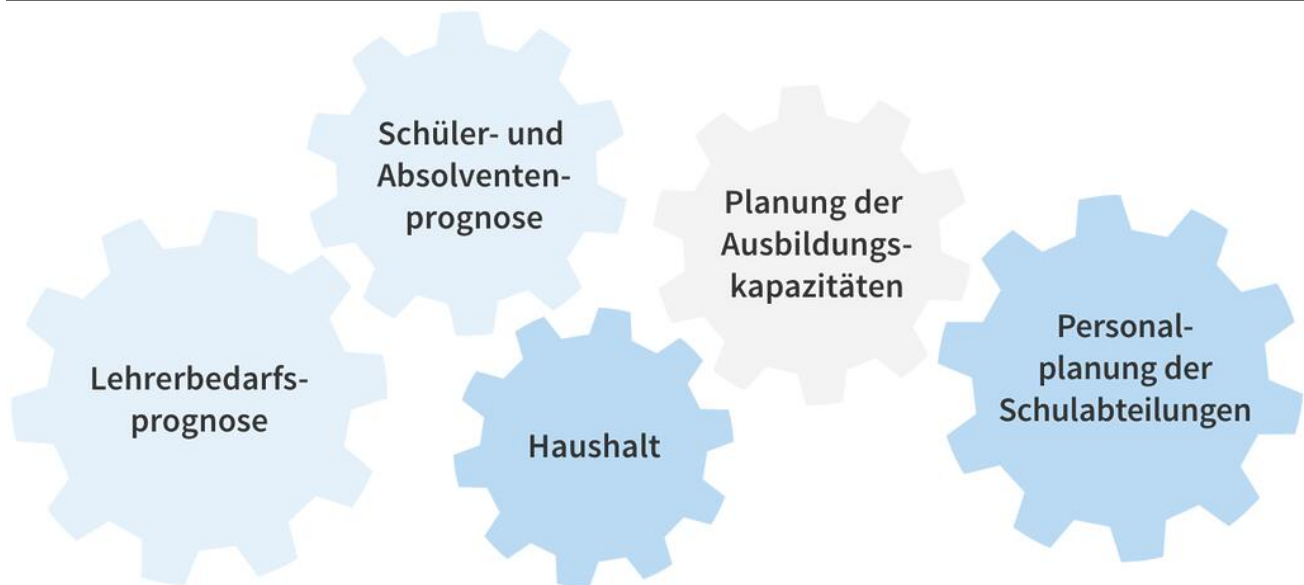 Schüler- und
Absolventen-
prognose
Planung der
Ausbildungs-
kapazitäten
Personal-
planung der
Schulabteilungen
Lehrerbedarfs-
prognose
Haushalt